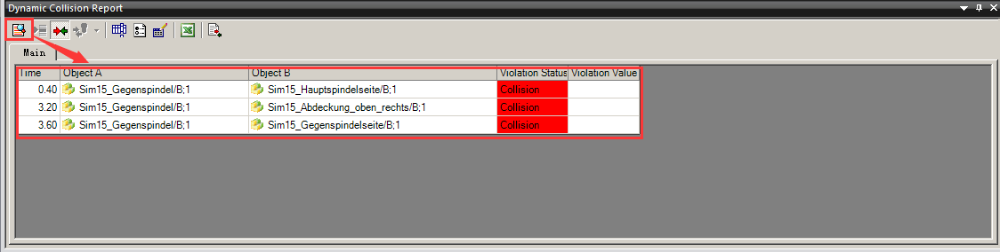 Dynamic Collision Report
Main
Time Object A Object B Violation Status Violation Value
0.40 Sim15_Gegenspindel/B;1 Sim15_Hauptspindelseite/B;1 Collision
3.20 Sim15_Gegenspindel/B;1 Sim15_Abdeckung_oben_rechts/B;1 Collision
3.60 Sim15_Gegenspindel/B;1 Sim15_Gegenspindelseite/B;1 Collision